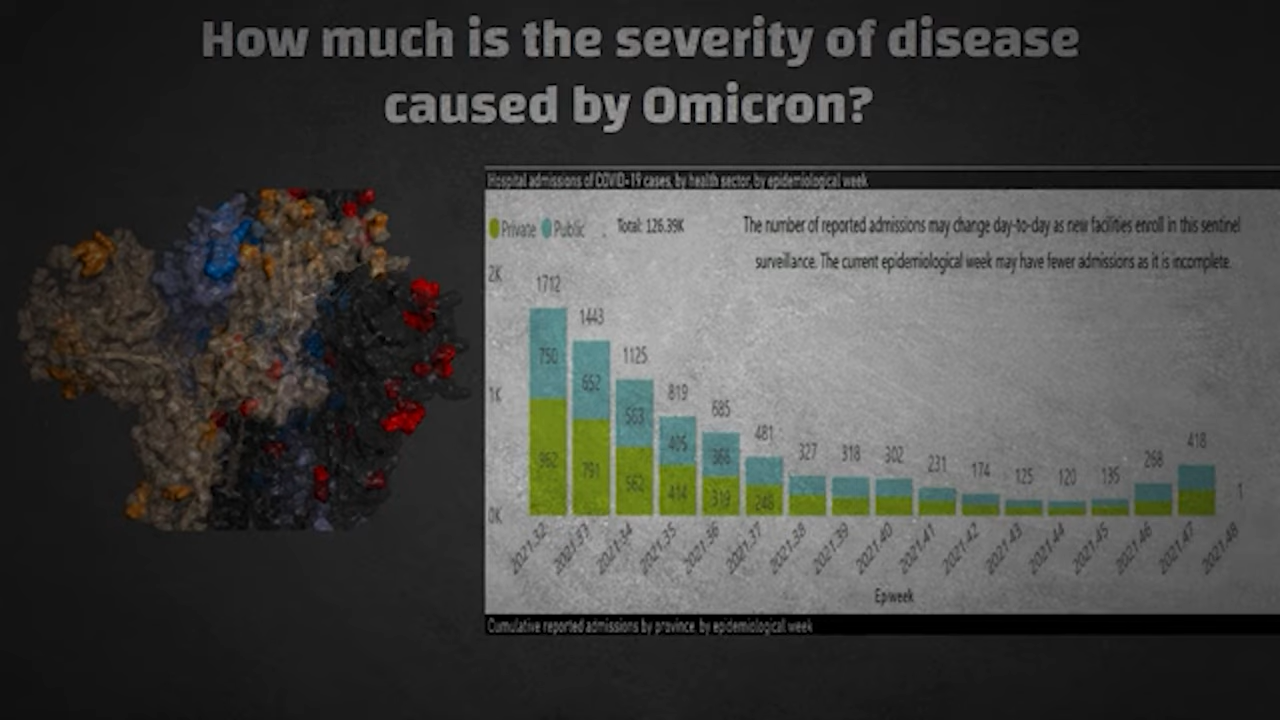 How much is the severity of disease
caused by Omicron?
Hospital admissions of COVID-19 cases, by health sector, by epidemiological week
Private Public Total: 126.39K
The number of reported admissions may change day-to-day as new facilities enroll in this sentinel
surveillance. The current epidemiological week may have fewer admissions as it is incomplete.
2K
1K
0K
1712 1443 1125 819 685 481 327 318 302 231 174 125 120 135 268 418 1
750 652 563 405 366
962 791 562 414 319 248
2021.32 2021.33 2021.34 2021.35 2021.36 2021.37 2021.38 2021.39 2021.40 2021.41 2021.42 2021.43 2021.44 2021.45 2021.46 2021.47 2021.48
Epiweek
Cumulative reported admissions by province, by epidemiological week